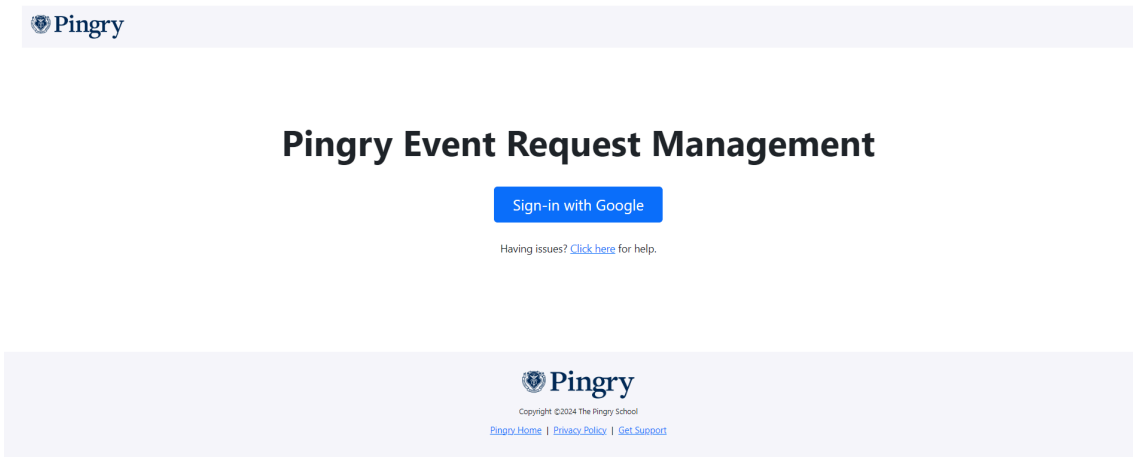 Pingry
Pingry Event Request Management
Sign-in with Google
Having issues? Click here for help.
Pingry
Copyright ©2024 The Pingry School
Pingry Home | Privacy Policy | Get Support